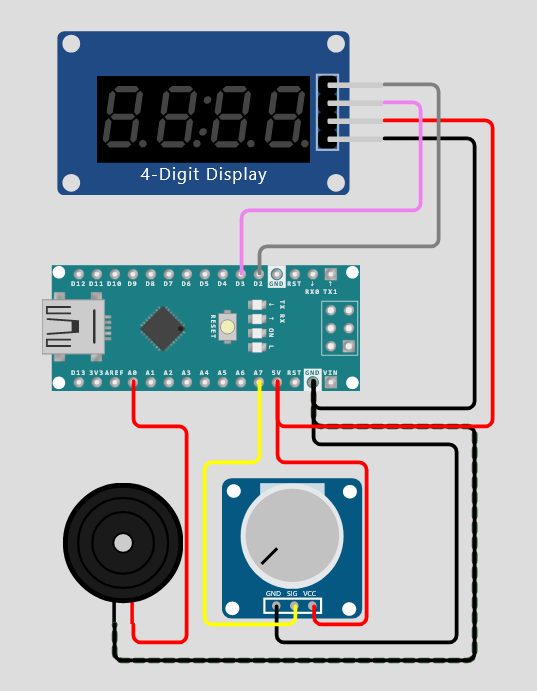 4-Digit Display
D12 D11 D10 D9 D8 D7 D6 D5 D4 D3 D2 GND RST ↓ ↑
RX0 TX1
RESET
TX RX
↓ ↑ ON L
D13 3V3 AREF A0 A1 A2 A3 A4 A5 A6 A7 5V RST GND VIN
GND SIG VCC